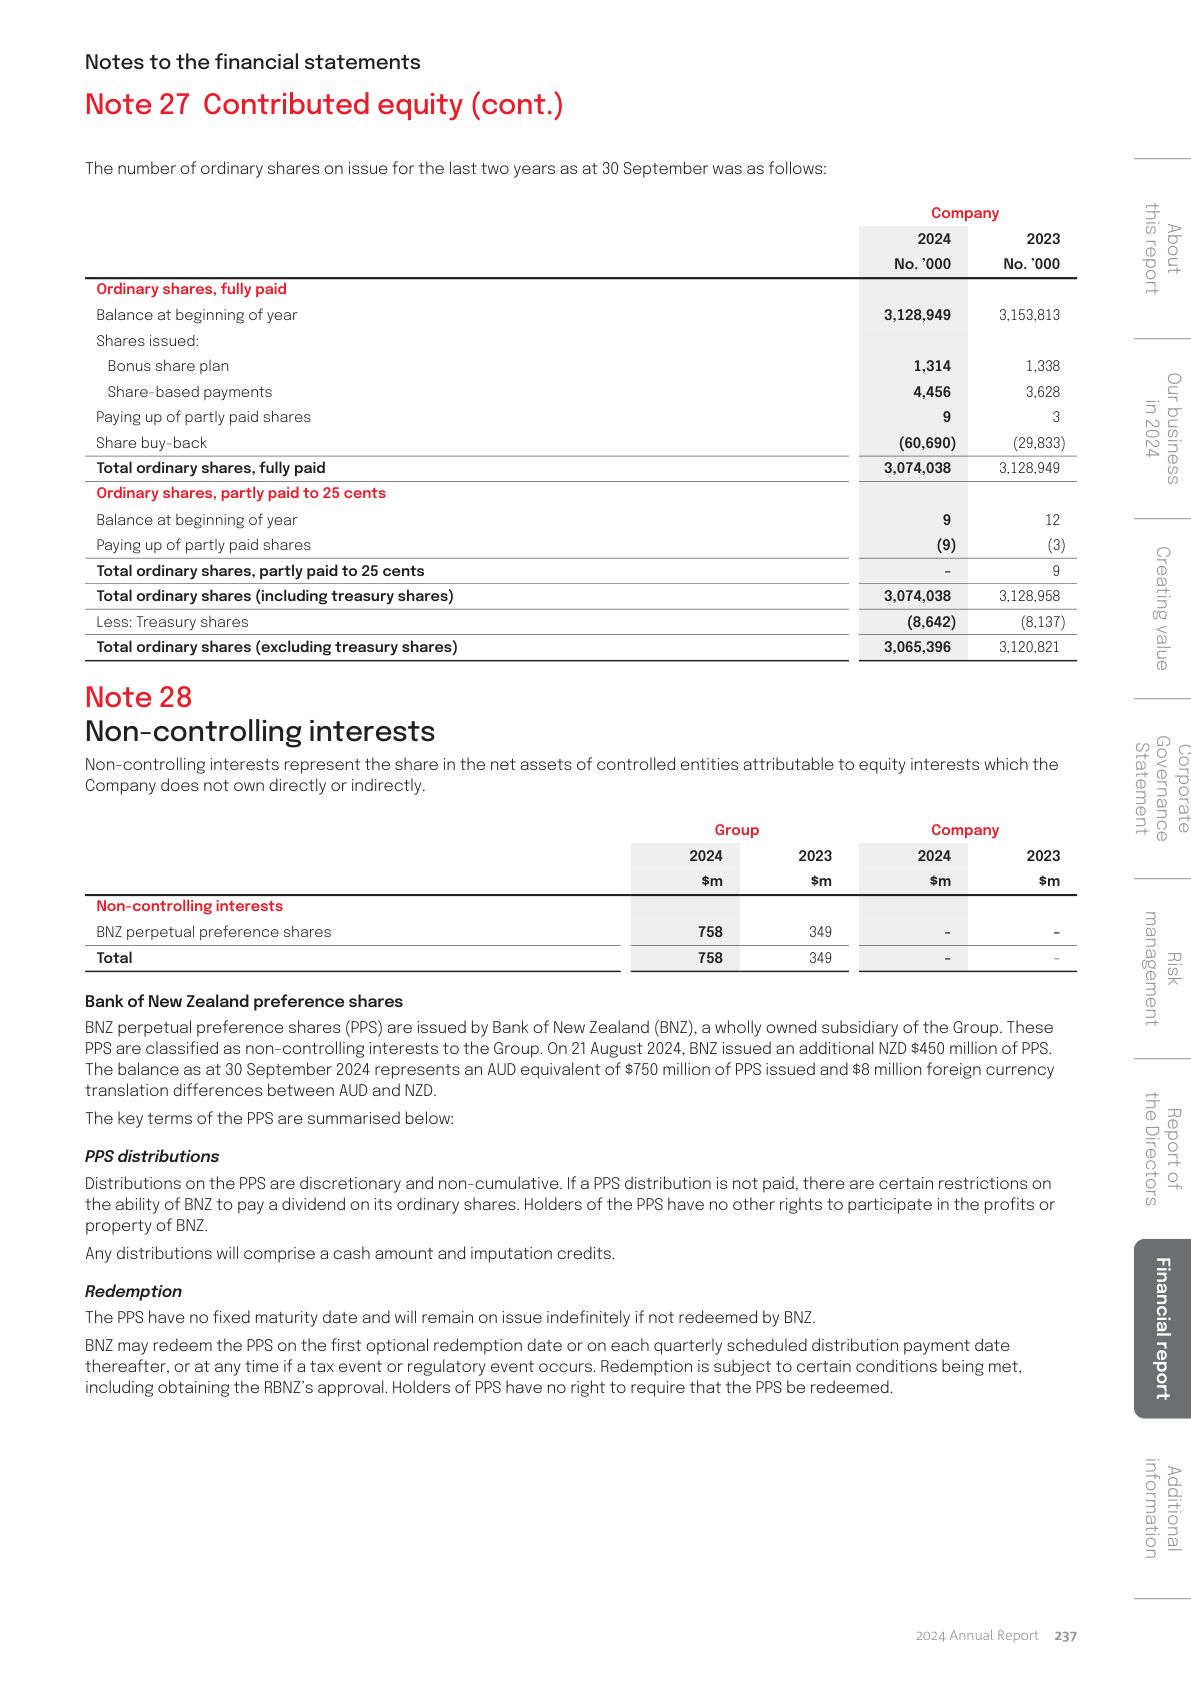 Notes to the financial statements
Note 27 Contributed equity (cont.)
The number of ordinary shares on issue for the last two years as at 30 September was as follows:
Company
2024 2023
No. ’000 No. ’000
Ordinary shares, fully paid
Balance at beginning of year 3,128,949 3,153,813
Shares issued:
Bonus share plan 1,314 1,338
Share-based payments 4,456 3,628
Paying up of partly paid shares 9 3
Share buy-back (60,690) (29,833)
Total ordinary shares, fully paid 3,074,038 3,128,949
Ordinary shares, partly paid to 25 cents
Balance at beginning of year 9 12
Paying up of partly paid shares (9) (3)
Total ordinary shares, partly paid to 25 cents – 9
Total ordinary shares (including treasury shares) 3,074,038 3,128,958
Less: Treasury shares (8,642) (8,137)
Total ordinary shares (excluding treasury shares) 3,065,396 3,120,821
Note 28
Non-controlling interests
Non-controlling interests represent the share in the net assets of controlled entities attributable to equity interests which the
Company does not own directly or indirectly.
Group Company
2024 2023 2024 2023
$m $m $m $m
Non-controlling interests
BNZ perpetual preference shares 758 349 – –
Total 758 349 – –
Bank of New Zealand preference shares
BNZ perpetual preference shares (PPS) are issued by Bank of New Zealand (BNZ), a wholly owned subsidiary of the Group. These
PPS are classified as non-controlling interests to the Group. On 21 August 2024, BNZ issued an additional NZD $450 million of PPS.
The balance as at 30 September 2024 represents an AUD equivalent of $750 million of PPS issued and $8 million foreign currency
translation differences between AUD and NZD.
The key terms of the PPS are summarised below:
PPS distributions
Distributions on the PPS are discretionary and non-cumulative. If a PPS distribution is not paid, there are certain restrictions on
the ability of BNZ to pay a dividend on its ordinary shares. Holders of the PPS have no other rights to participate in the profits or
property of BNZ.
Any distributions will comprise a cash amount and imputation credits.
Redemption
The PPS have no fixed maturity date and will remain on issue indefinitely if not redeemed by BNZ.
BNZ may redeem the PPS on the first optional redemption date or on each quarterly scheduled distribution payment date
thereafter, or at any time if a tax event or regulatory event occurs. Redemption is subject to certain conditions being met,
including obtaining the RBNZ’s approval. Holders of PPS have no right to require that the PPS be redeemed.
About
this report
Our business
in 2024
Creating value
Corporate
Governance
Statement
Risk
management
Report of
the Directors
Financial report
Additional
information
2024 Annual Report 237